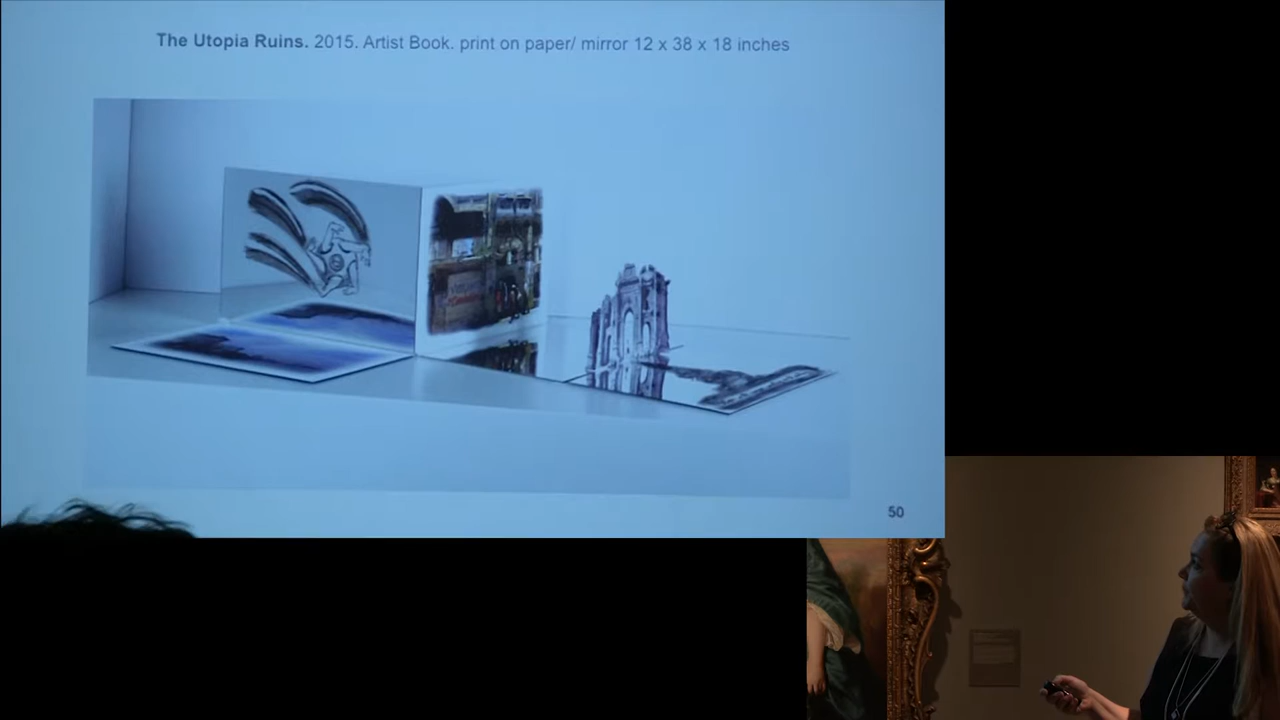 The Utopia Ruins. 2015. Artist Book. print on paper/ mirror 12 x 38 x 18 inches
50